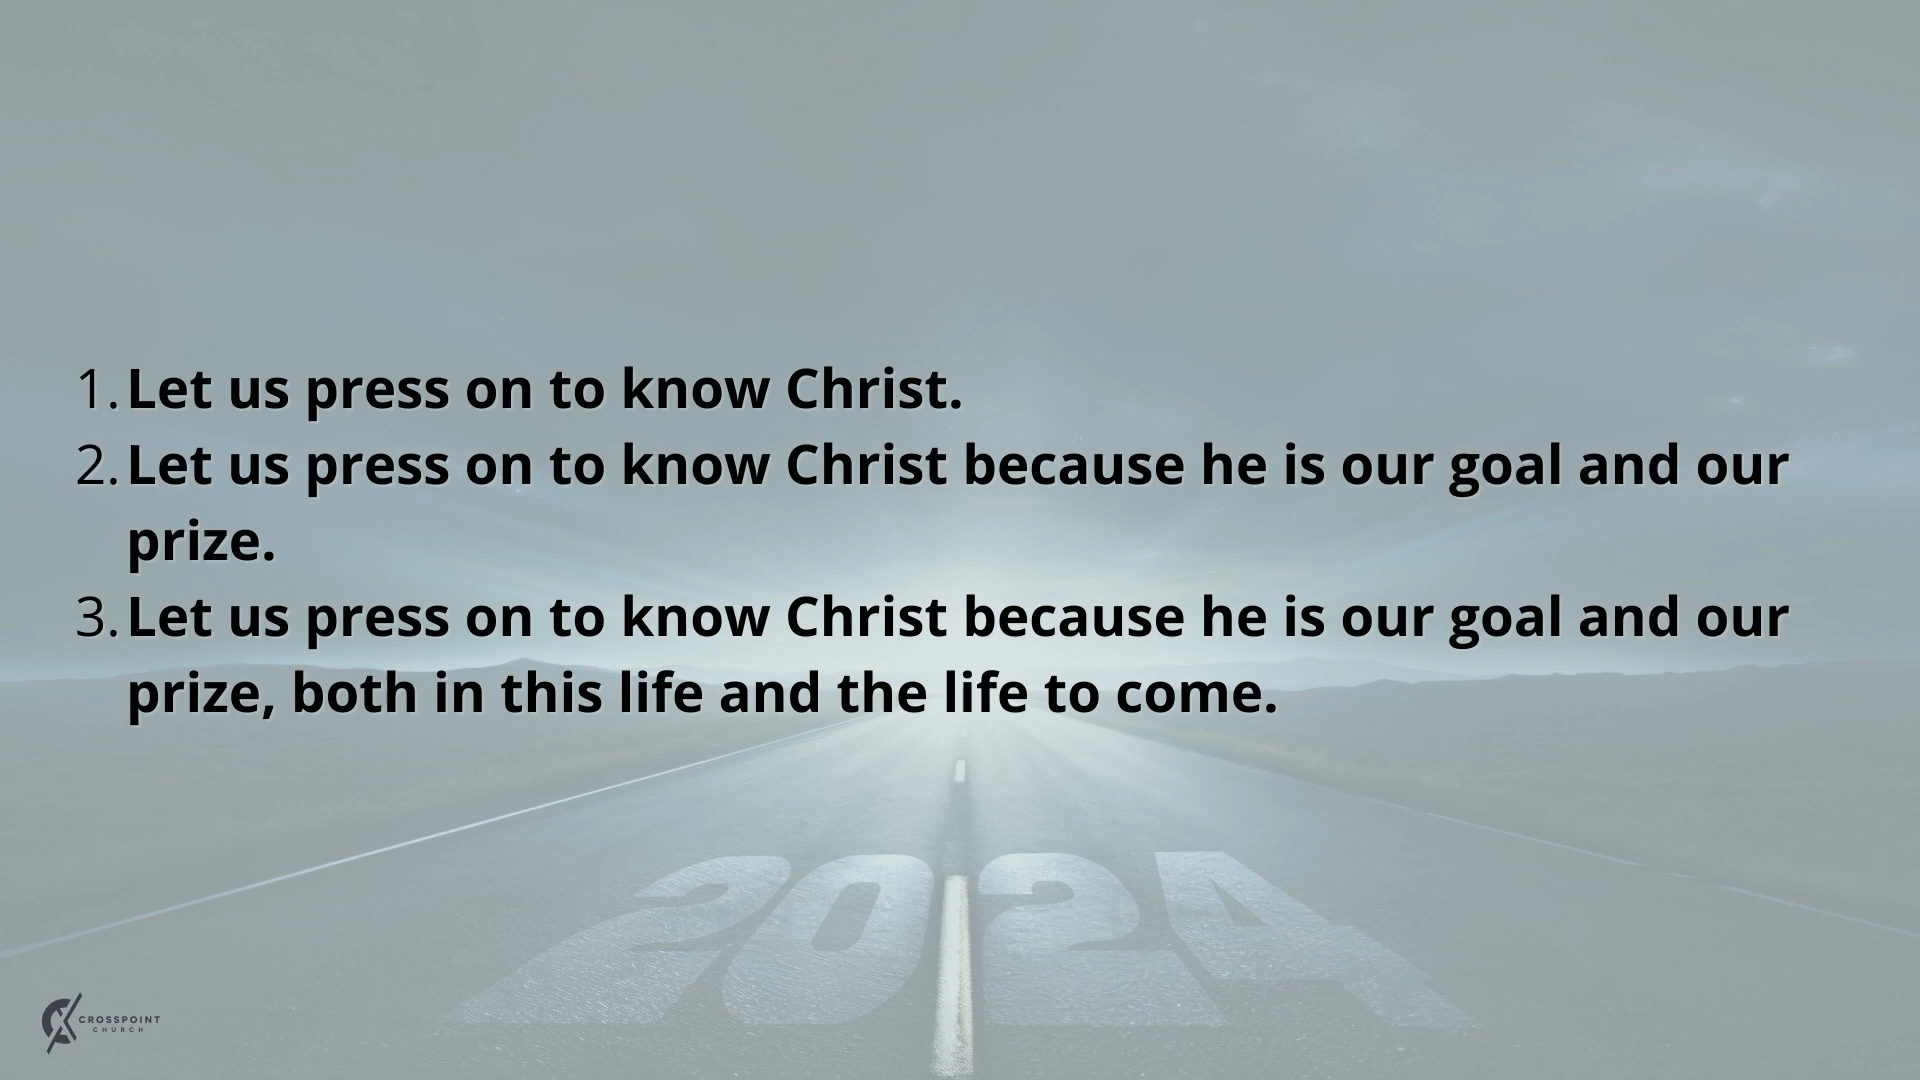 1. Let us press on to know Christ.
2. Let us press on to know Christ because he is our goal and our
prize.
3. Let us press on to know Christ because he is our goal and our
prize, both in this life and the life to come.
2024
CROSSPOINT
CHURCH